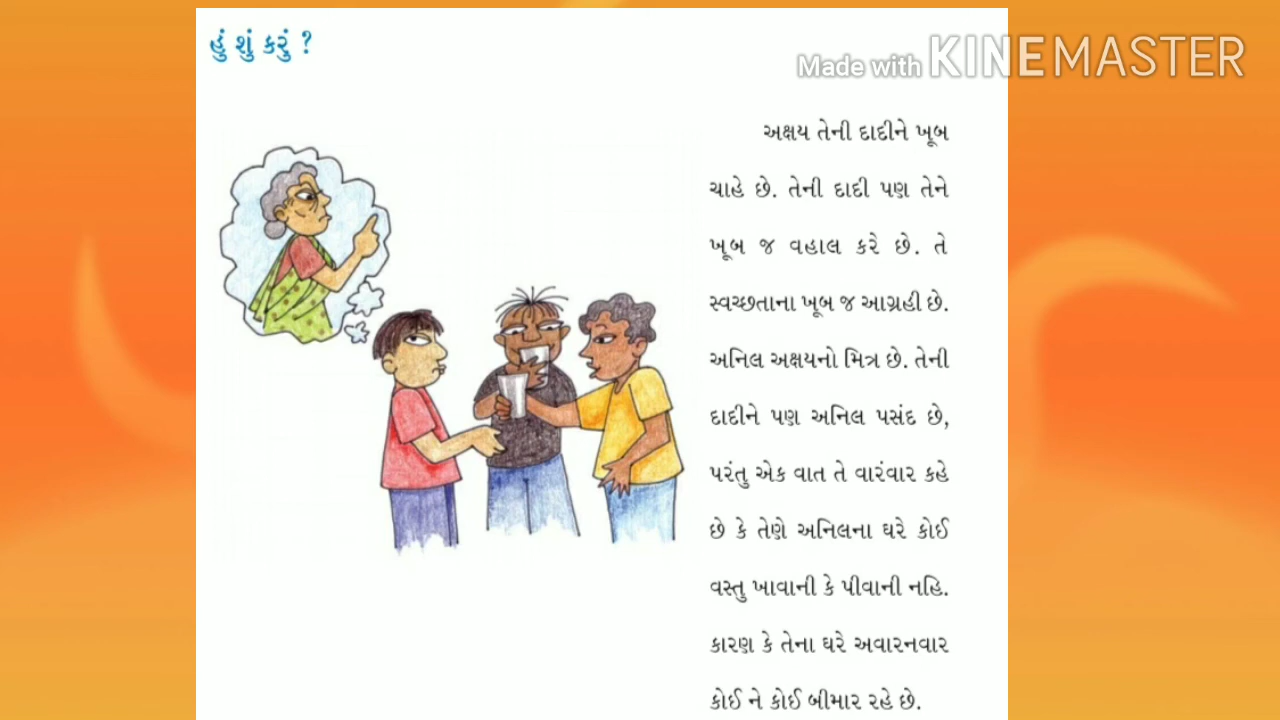 હું શું કરું ?
Made with KINEMASTER
અક્ષય તેની દાદીને ખૂબ
ચાહે છે. તેની દાદી પણ તેને
ખૂબ જ વહાલ કરે છે. તે
સ્વચ્છતાના ખૂબ જ આગ્રહી છે.
અનિલ અક્ષયનો મિત્ર છે. તેની
દાદીને પણ અનિલ પસંદ છે,
પરંતુ એક વાત તે વારંવાર કહે
છે કે તેણે અનિલના ઘરે કોઈ
વસ્તુ ખાવાની કે પીવાની નહિ.
કારણ કે તેના ઘરે અવારનવાર
કોઈ ને કોઈ બીમાર રહે છે.